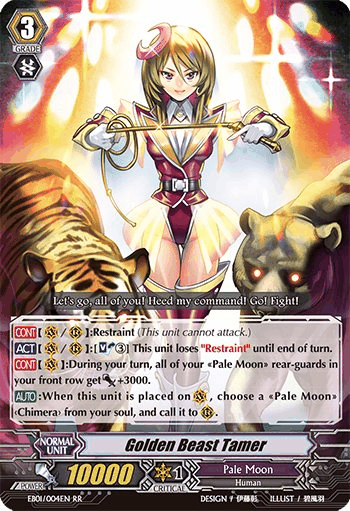 3
GRADE
Let's go, all of you! Heed my command! Go! Fight!
CONT【 / 】:Restraint (This unit cannot attack.)
ACT【 / 】:[③] This unit loses "Restraint" until end of turn.
CONT【 / 】:During your turn, all of your «Pale Moon» rear-guards in
your front row get +3000.
AUTO:When this unit is placed on , choose a «Pale Moon»
‹Chimera› from your soul, and call it to .
NORMAL
UNIT
Golden Beast Tamer
POWER
10000
1
CRITICAL
Pale Moon
Human
EB01/004EN RR
DESIGN / 伊藤彰
ILLUST / 碧風羽